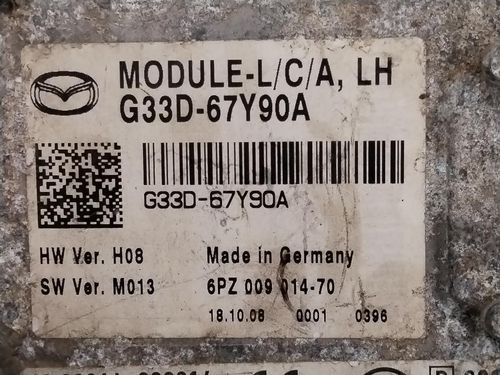 MODULE-L/C/A, LH
G33D-67Y90A
G33D-67Y90A
HW Ver. H08 Made in Germany
SW Ver. M013 6PZ 009 014-70
18.10.08 0001 0396